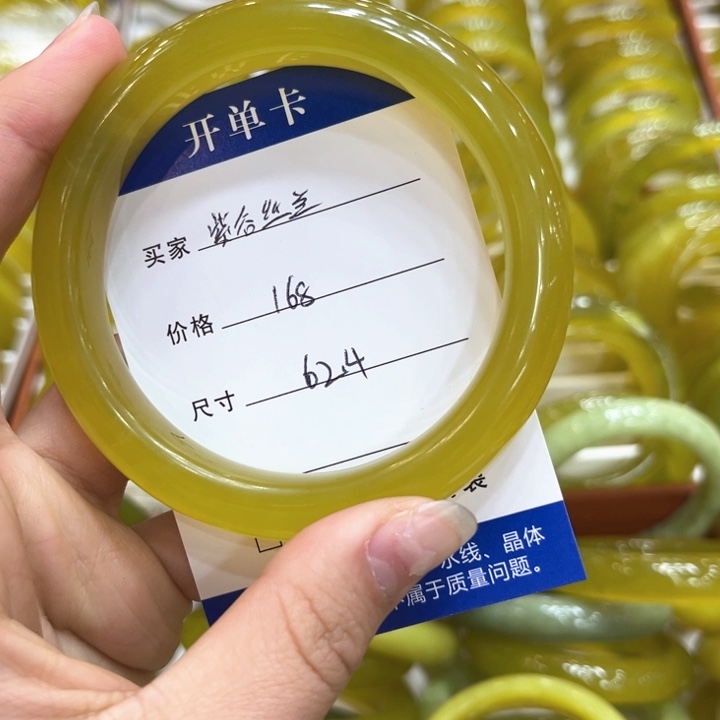 开单卡
买家 紫合丝兰
价格 168
尺寸 62.4
水线、晶体
属于质量问题。